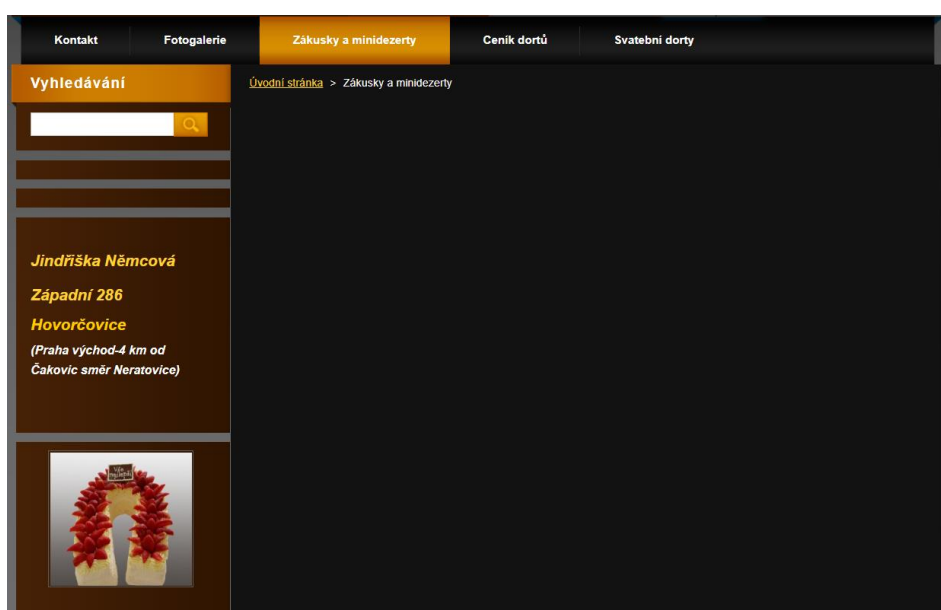 Kontakt
Fotogalerie
Zákusky a minidezerty
Ceník dortů
Svatební dorty
Vyhledávání
Úvodní stránka > Zákusky a minidezerty
Jindřiška Němcová
Západní 286
Hovorčovice
(Praha východ-4 km od
Čakovic směr Neratovice)